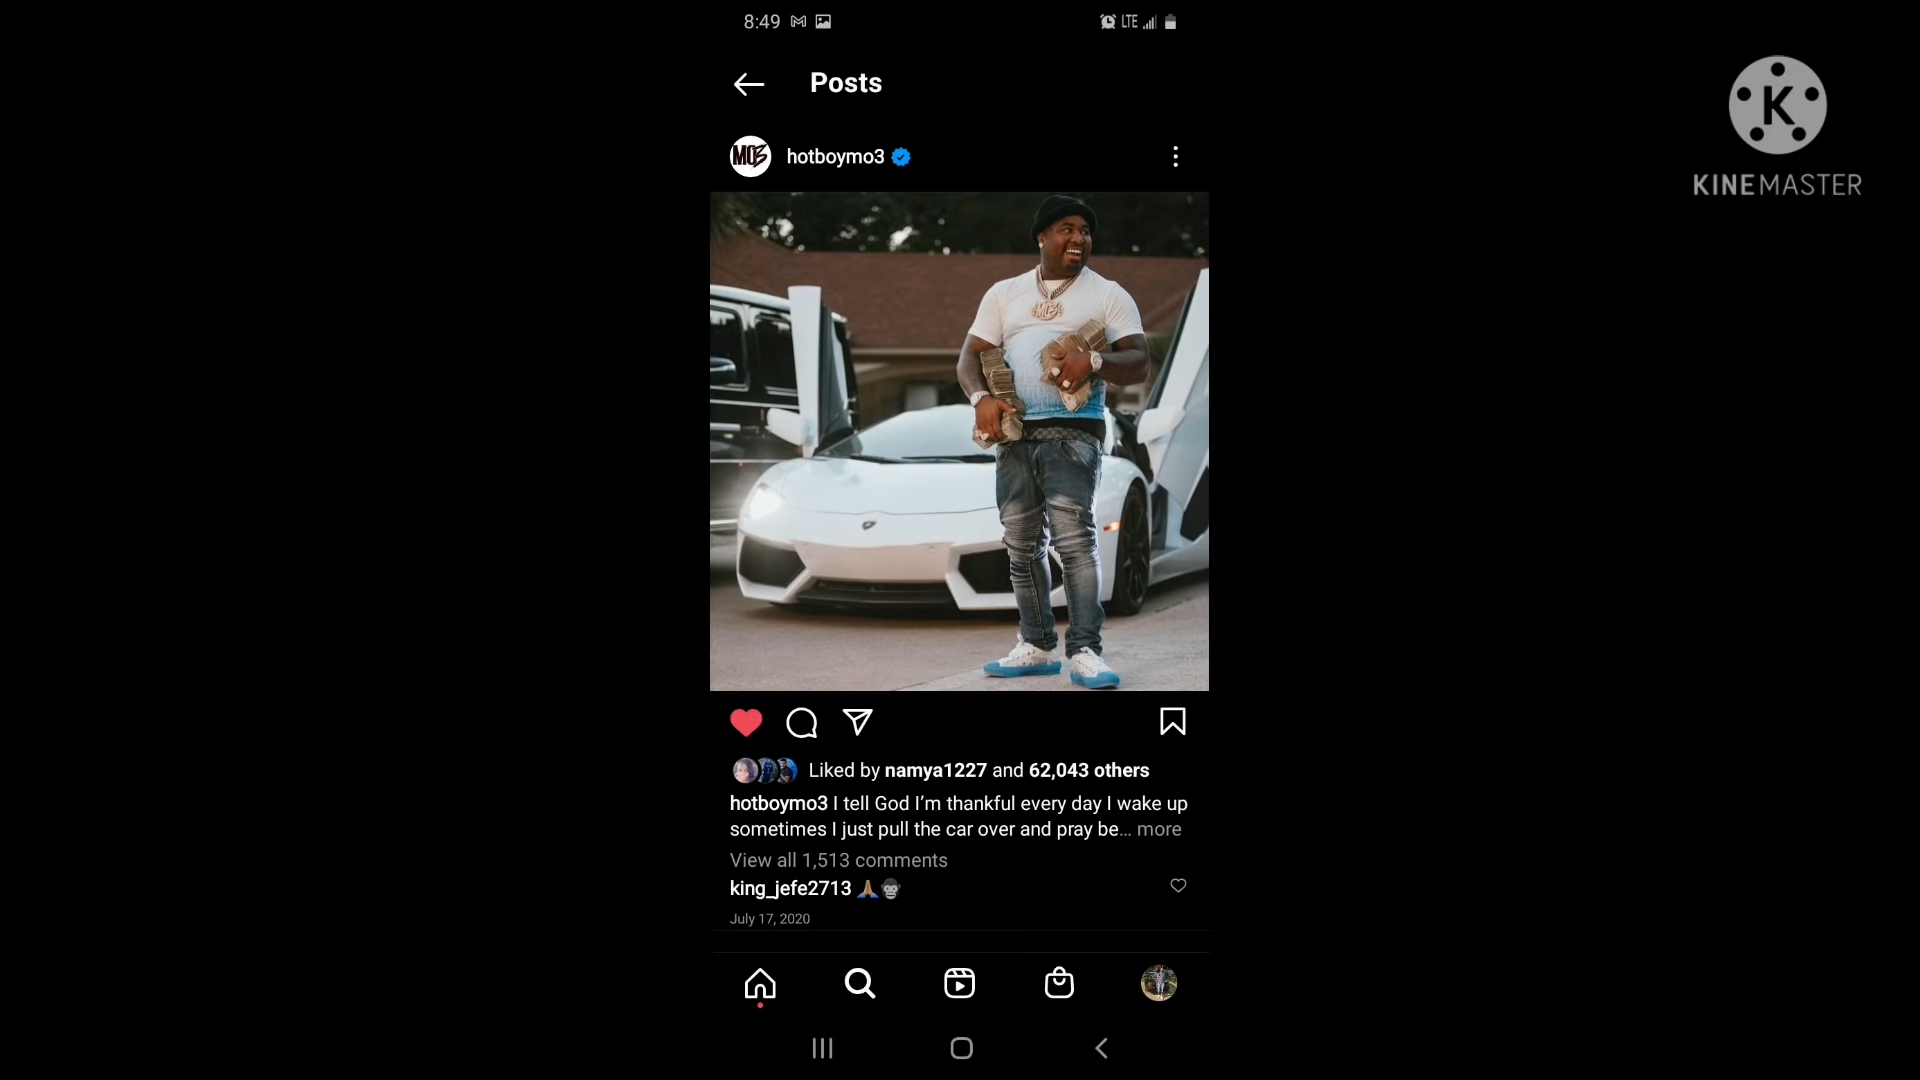 8:49
LTE
Posts
K
KINEMASTER
MO3
hotboymo3
MO3
Liked by namya1227 and 62,043 others
hotboymo3 I tell God I'm thankful every day I wake up
sometimes I just pull the car over and pray be... more
View all 1,513 comments
king_jefe2713 🙏🏾🦍
July 17, 2020